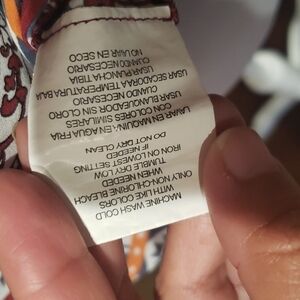 MACHINE WASH COLD
WITH LIKE COLORS
ONLY NON-CHLORINE BLEACH
WHEN NEEDED
TUMBLE DRY LOW
IRON ON LOWEST SETTING
IF NEEDED
DO NOT DRY CLEAN
LAVAR EN MAQUINA EN AGUA FRIA
CON COLORES SIMILARES
USAR BLANQUEADOR SIN CLORO
CUANDO NECESARIO
SECADORA A TEMPERATURA BAJA
USAR PLANCHA TIBIA
CUANDO NECESARIO
NO LAVAR EN SECO